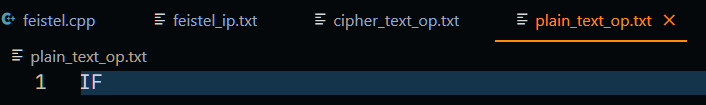 feistel.cpp feistel_ip.txt cipher_text_op.txt plain_text_op.txt
plain_text_op.txt
1 IF